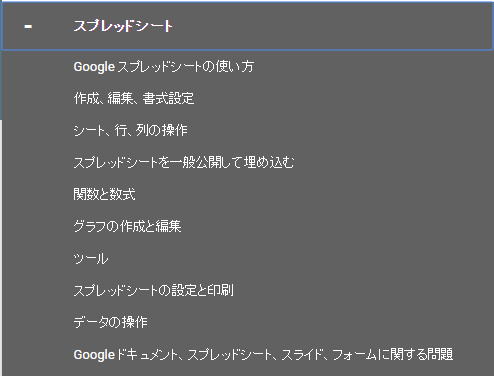 スプレッドシート
Google スプレッドシートの使い方
作成、編集、書式設定
シート、行、列の操作
スプレッドシートを一般公開して埋め込む
関数と数式
グラフの作成と編集
ツール
スプレッドシートの設定と印刷
データの操作
Google ドキュメント、スプレッドシート、スライド、フォームに関する問題